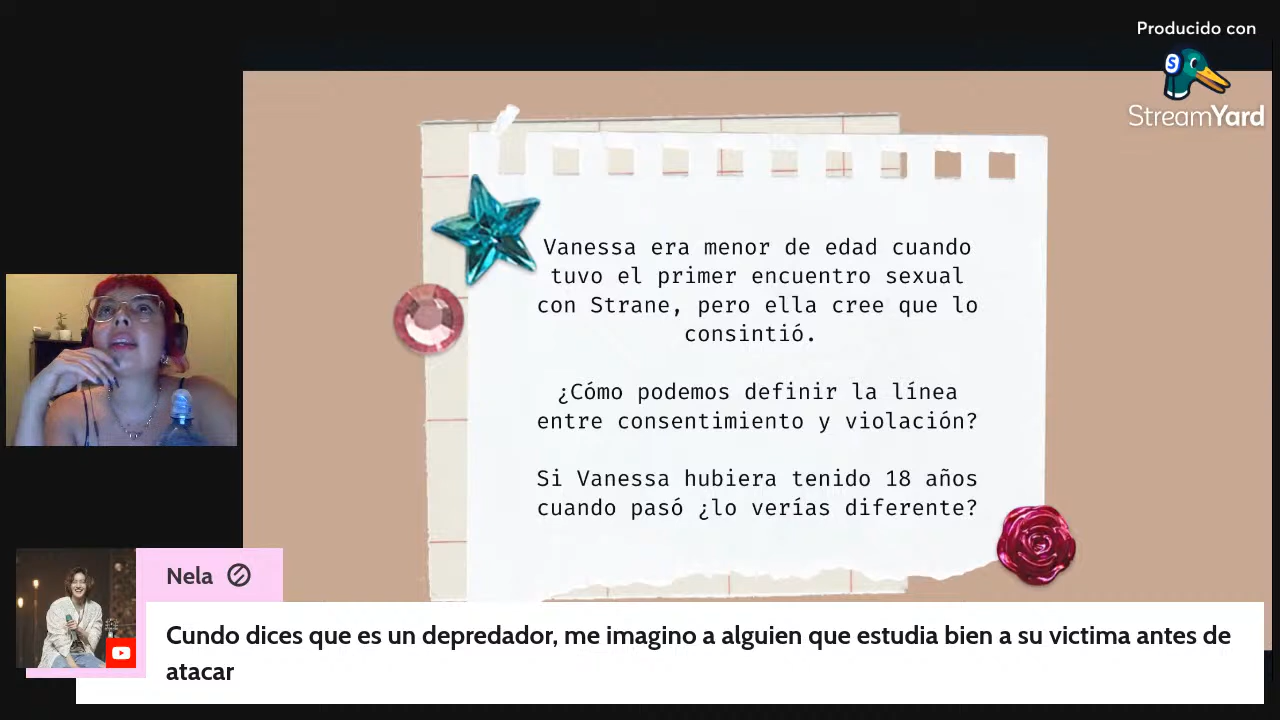 Producido con
StreamYard
Vanessa era menor de edad cuando
tuvo el primer encuentro sexual
con Strane, pero ella cree que lo
consintió.
¿Cómo podemos definir la línea
entre consentimiento y violación?
Si Vanessa hubiera tenido 18 años
cuando pasó ¿lo verías diferente?
Nela
Cundo dices que es un depredador, me imagino a alguien que estudia bien a su victima antes de
atacar